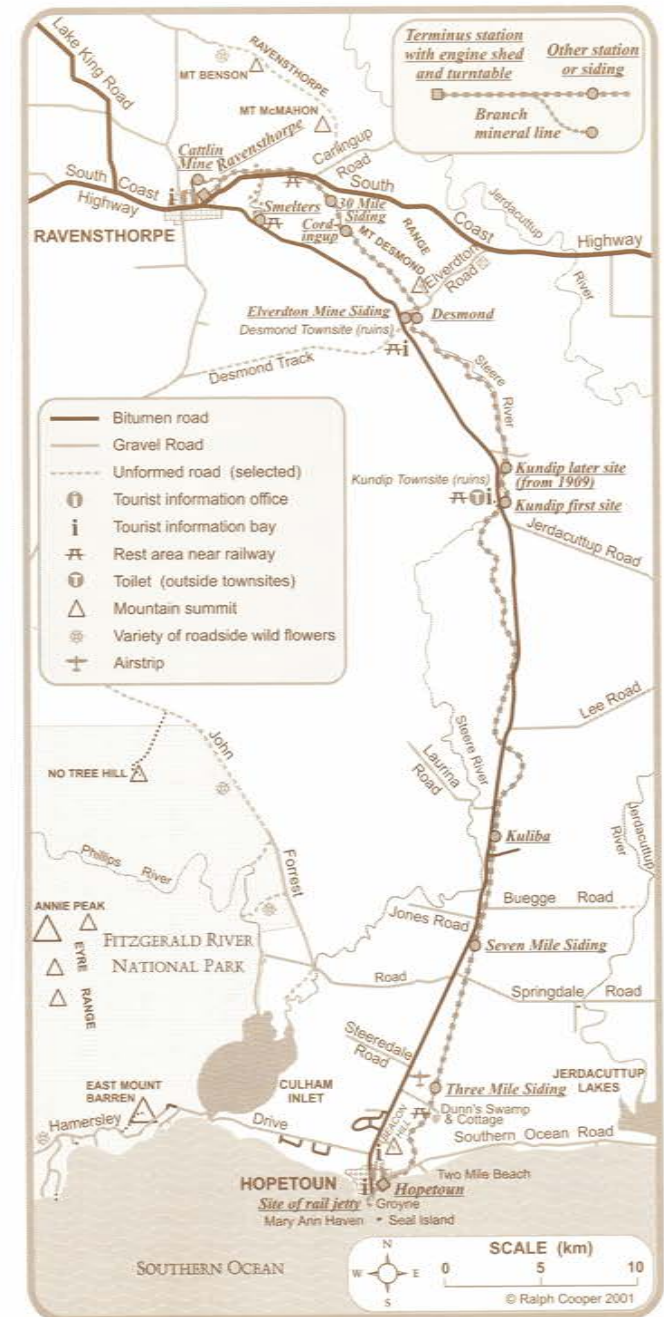 Terminus station
with engine shed
and turntable
Other station
or siding
Branch
mineral line
Lake King Road
RAVENSTHORPE
MT BENSON
MT McMAHON
Cattlin
Mine
Ravensthorpe
Carlingup
Road
South Coast
Highway
South
Coast
Highway
RAVENSTHORPE
Smelters
30 Mile
Siding
Cord-
ingup
RANGE
MT DESMOND
Jerdacuttup
River
Elverdton
Road
Elverdton Mine Siding
Desmond
Desmond Townsite (ruins)
Desmond Track
Steere
River
Bitumen road
Gravel Road
Unformed road (selected)
Tourist information office
Tourist information bay
Rest area near railway
Toilet (outside townsites)
Mountain summit
Variety of roadside wild flowers
Airstrip
Kundip later site
(from 1909)
Kundip Townsite (ruins)
Kundip first site
Jerdacuttup Road
Lee Road
Steere River
Laurina
Road
John
Forrest
NO TREE HILL
Phillips River
Kuliba
Jerdacuttup
River
Buegge Road
Jones Road
Seven Mile Siding
ANNIE PEAK
EYRE
RANGE
FITZGERALD RIVER
NATIONAL PARK
Road
Springdale Road
Steeredale
Road
EAST MOUNT
BARREN
CULHAM
INLET
Three Mile Siding
JERDACUTTUP
LAKES
Dunn's Swamp
& Cottage
Hamersley
Drive
HILL
Southern Ocean Road
Two Mile Beach
HOPETOUN
Hopetoun
Site of rail jetty
Groyne
Mary Ann Haven
Seal Island
SOUTHERN OCEAN
N
W E
S
SCALE (km)
0 5 10
© Ralph Cooper 2001